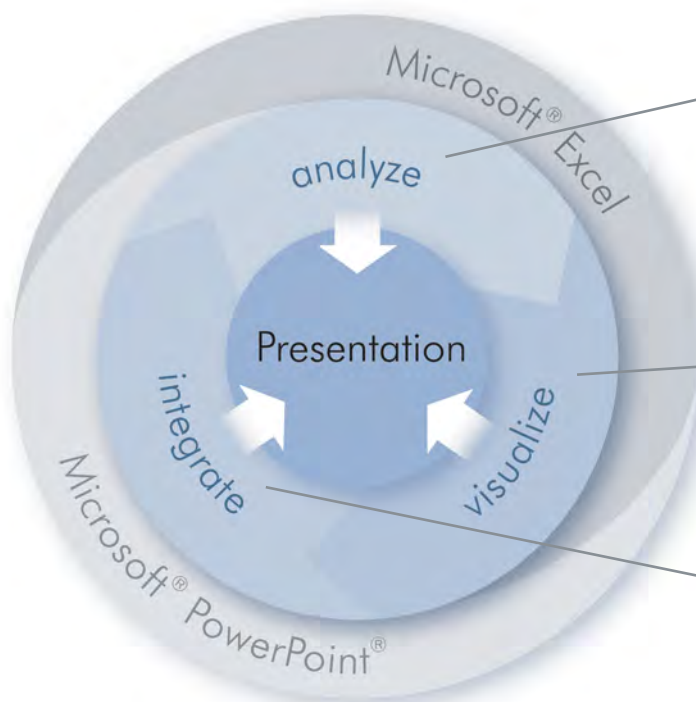 Microsoft® Excel
analyze
Presentation
integrate
visualize
Microsoft® PowerPoint®